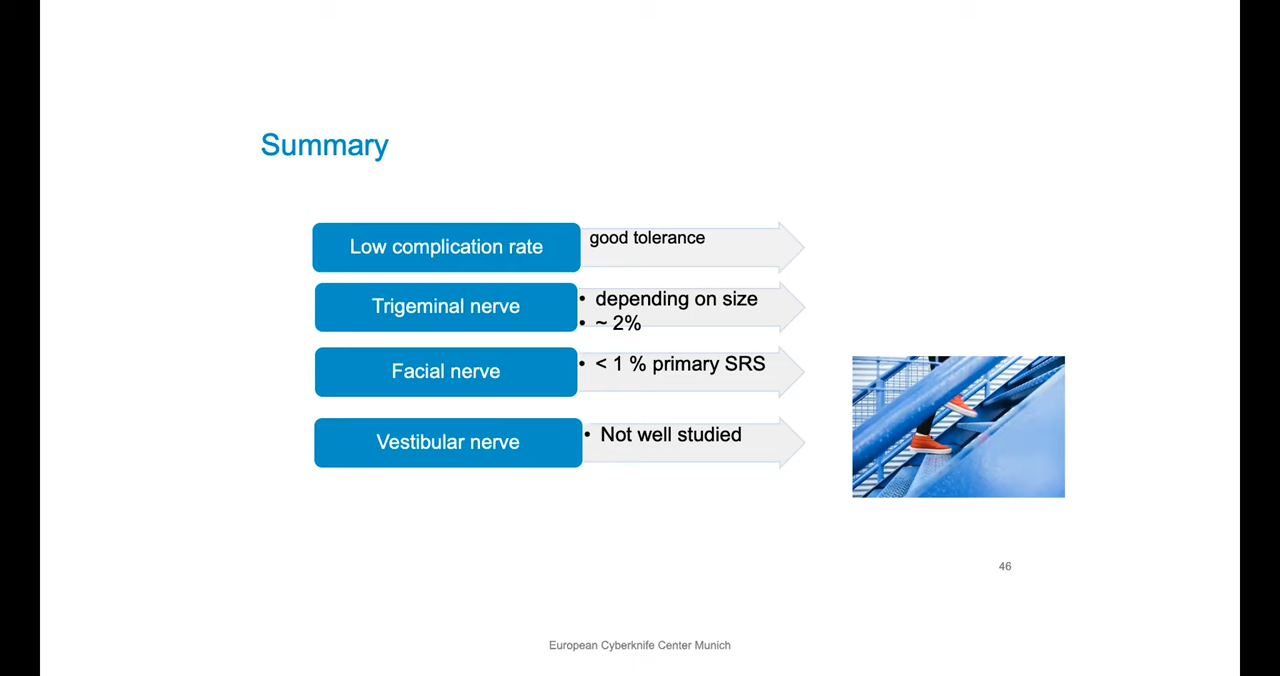 Summary
Low complication rate
good tolerance
Trigeminal nerve
• depending on size
• ~ 2%
Facial nerve
• < 1 % primary SRS
Vestibular nerve
• Not well studied
46
European Cyberknife Center Munich